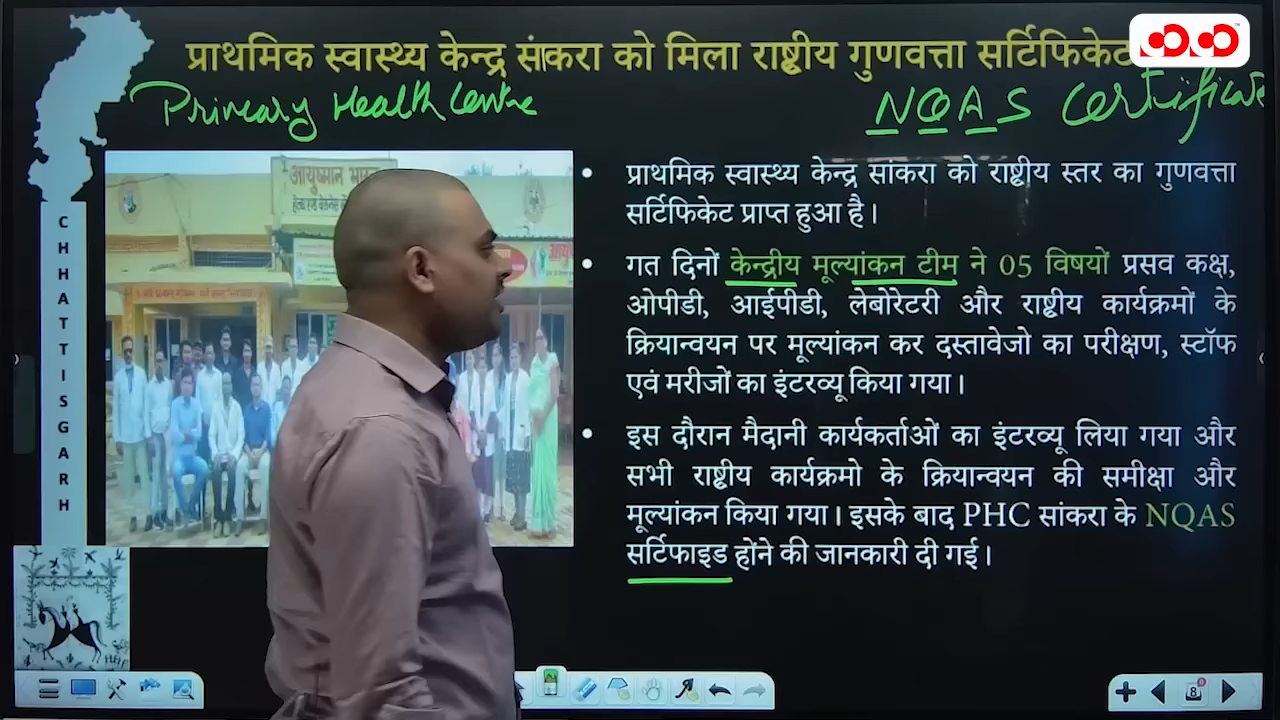 प्राथमिक स्वास्थ्य केन्द्र सांकरा को मिला राष्ट्रीय गुणवत्ता सर्टिफिकेट
Primary Health Centre
NQAS Certificate
CHHATTISGARH
आयुष्मान भारत
• प्राथमिक स्वास्थ्य केन्द्र सांकरा को राष्ट्रीय स्तर का गुणवत्ता
सर्टिफिकेट प्राप्त हुआ है।
• गत दिनों केन्द्रीय मूल्यांकन टीम ने 05 विषयों प्रसव कक्ष,
ओपीडी, आईपीडी, लेबोरेटरी और राष्ट्रीय कार्यक्रमों के
क्रियान्वयन पर मूल्यांकन कर दस्तावेजो का परीक्षण, स्टॉफ
एवं मरीजों का इंटरव्यू किया गया।
• इस दौरान मैदानी कार्यकर्ताओं का इंटरव्यू लिया गया और
सभी राष्ट्रीय कार्यक्रमो के क्रियान्वयन की समीक्षा और
मूल्यांकन किया गया। इसके बाद PHC सांकरा के NQAS
सर्टिफाइड होंने की जानकारी दी गई।
8